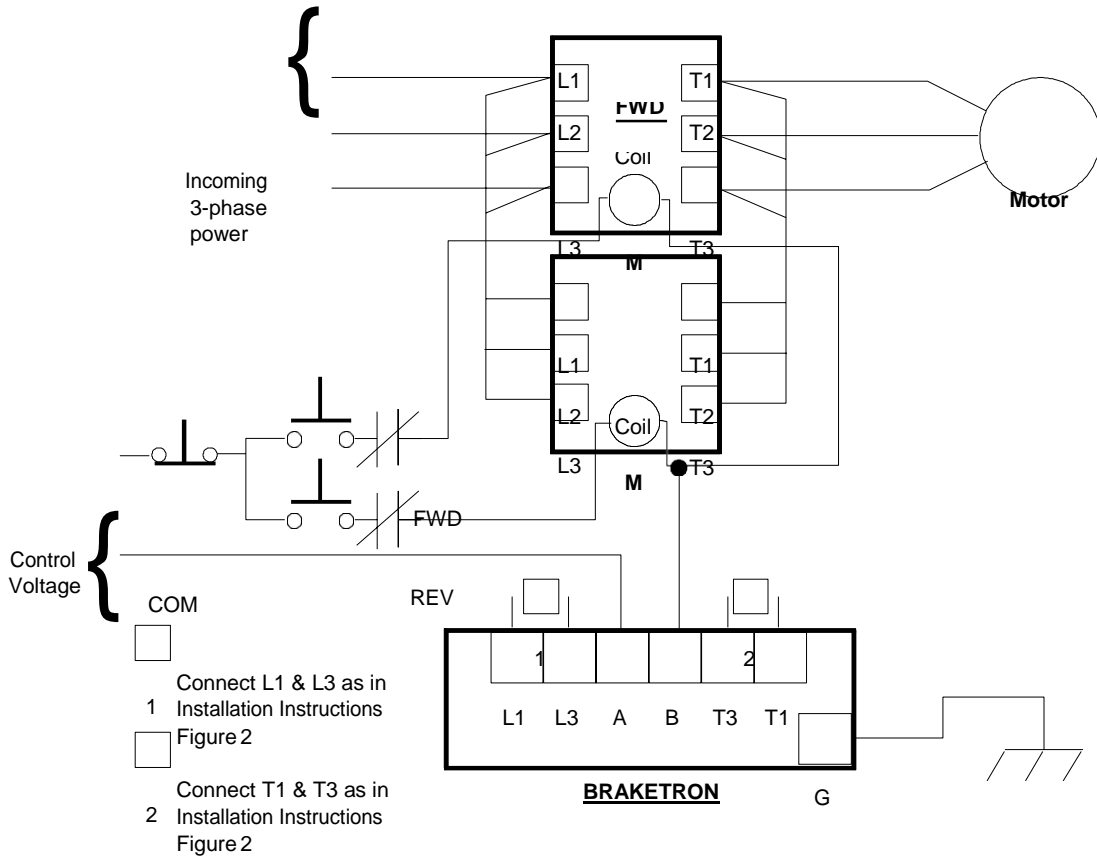 L1
T1
FWD
L2
T2
Coil
Incoming
3-phase
power
Motor
L3
T3
M
L1
T1
L2
Coil
T2
L3
T3
M
FWD
Control
Voltage
COM
REV
1
2
Connect L1 & L3 as in
1 Installation Instructions
Figure 2
L1 L3 A B T3 T1
Connect T1 & T3 as in
2 Installation Instructions
Figure 2
BRAKETRON
G